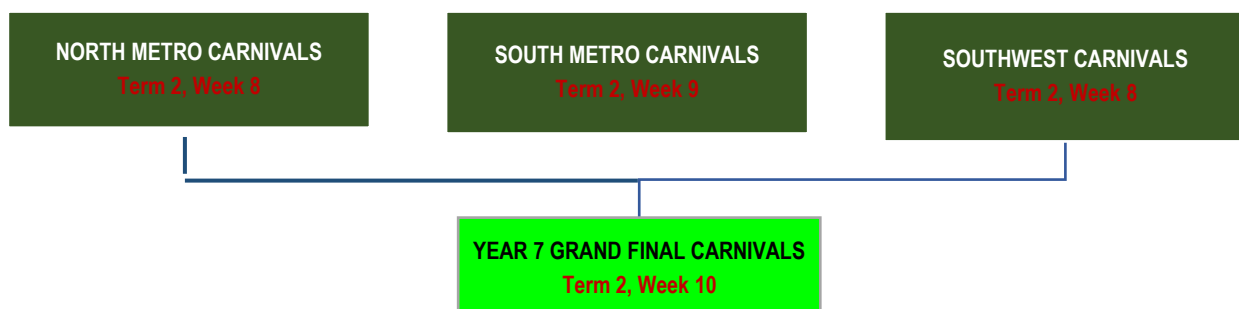 NORTH METRO CARNIVALS
Term 2, Week 8
SOUTH METRO CARNIVALS
Term 2, Week 9
SOUTHWEST CARNIVALS
Term 2, Week 8
YEAR 7 GRAND FINAL CARNIVALS
Term 2, Week 10